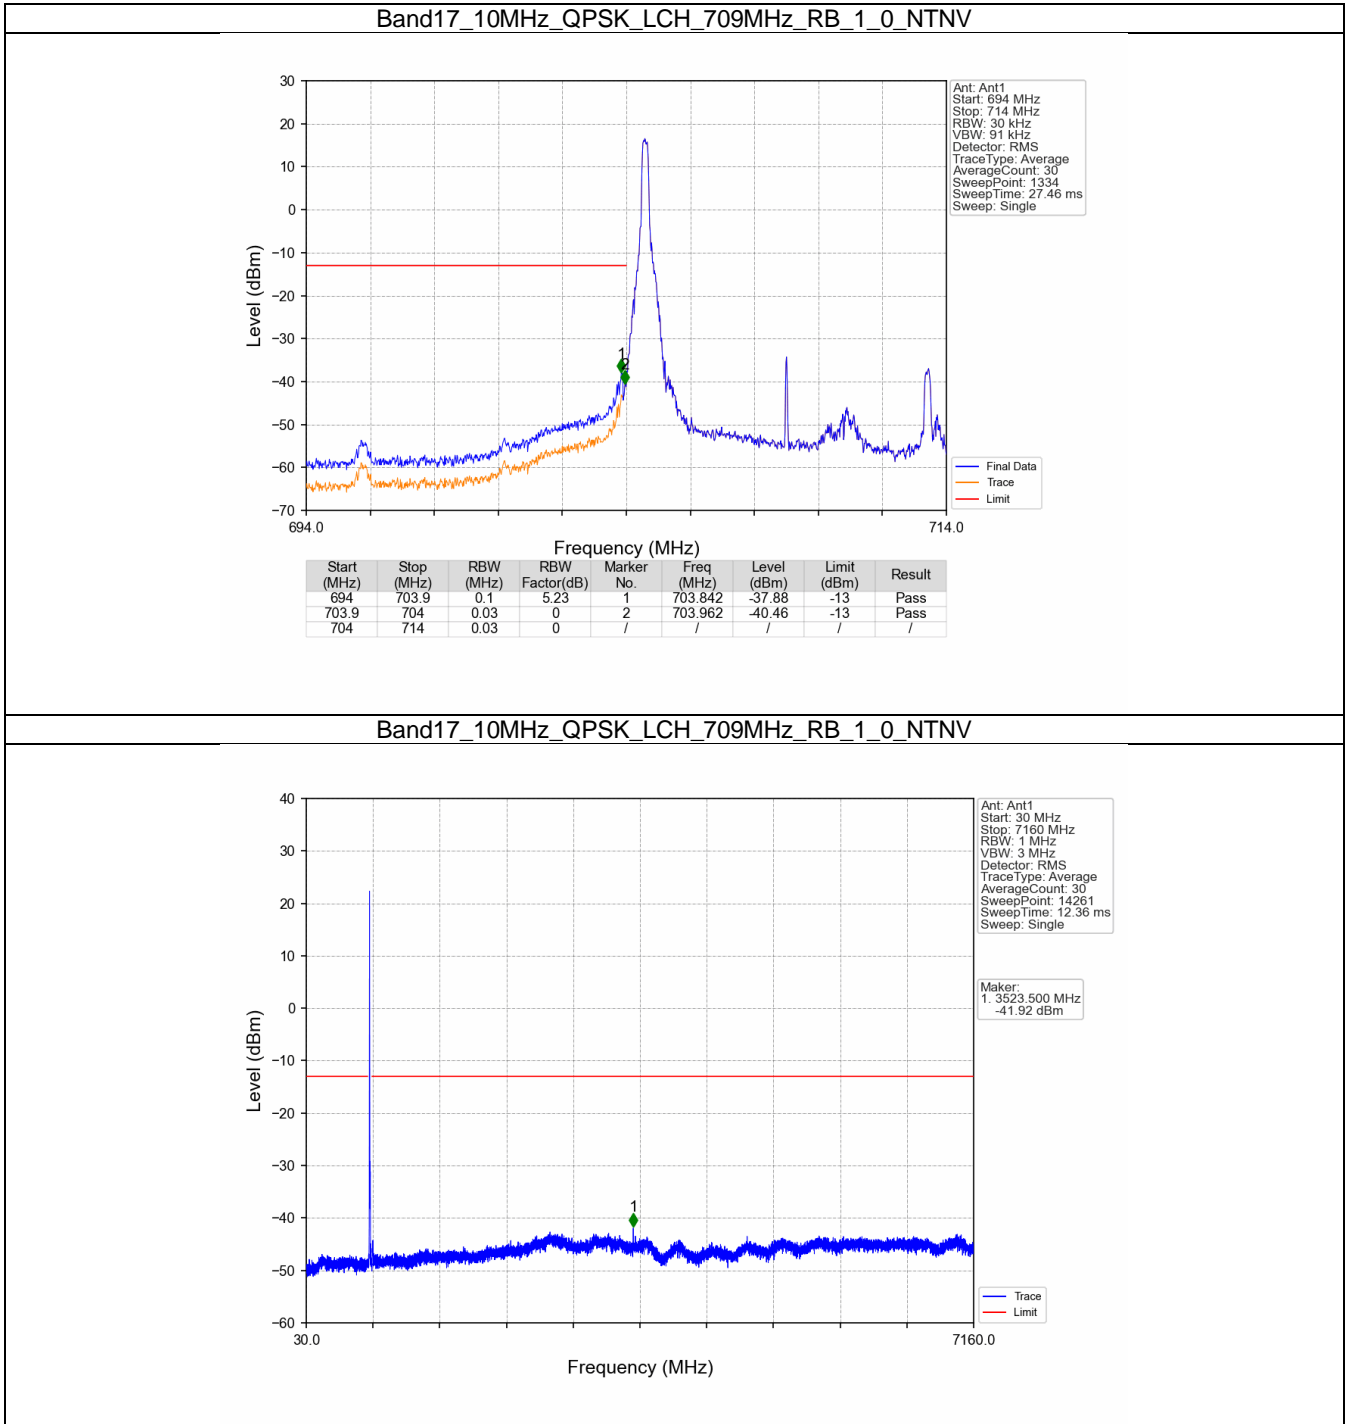 Band17_10MHz_QPSK_LCH_709MHz_RB_1_0_NTNV
30
20
10
0
−10
−20
−30
−40
−50
−60
−70
Level (dBm)
1
2
694.0
714.0
Frequency (MHz)
Ant: Ant1
Start: 694 MHz
Stop: 714 MHz
RBW: 30 kHz
VBW: 91 kHz
Detector: RMS
TraceType: Average
AverageCount: 30
SweepPoint: 1334
SweepTime: 27.46 ms
Sweep: Single
Final Data
Trace
Limit
Start (MHz) Stop (MHz) RBW (MHz) RBW Factor(dB) Marker No. Freq (MHz) Level (dBm) Limit (dBm) Result
694 703.9 0.1 5.23 1 703.842 -37.88 -13 Pass
703.9 704 0.03 0 2 703.962 -40.46 -13 Pass
704 714 0.03 0 / / / / /
Band17_10MHz_QPSK_LCH_709MHz_RB_1_0_NTNV
40
30
20
10
0
−10
−20
−30
−40
−50
−60
Level (dBm)
1
30.0
7160.0
Frequency (MHz)
Ant: Ant1
Start: 30 MHz
Stop: 7160 MHz
RBW: 1 MHz
VBW: 3 MHz
Detector: RMS
TraceType: Average
AverageCount: 30
SweepPoint: 14261
SweepTime: 12.36 ms
Sweep: Single
Maker:
1. 3523.500 MHz
-41.92 dBm
Trace
Limit